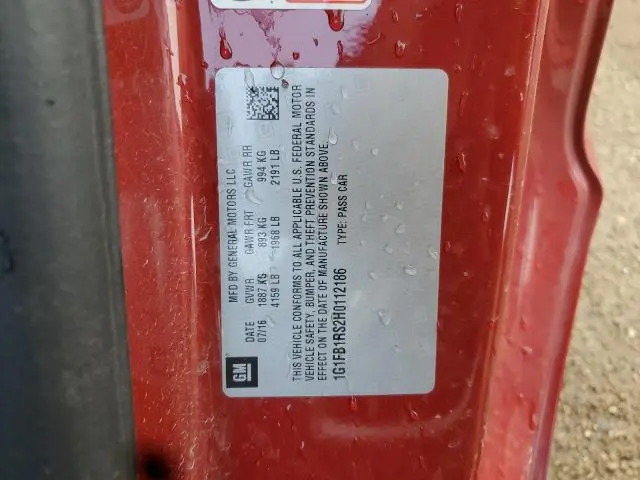 GM
MFD BY GENERAL MOTORS LLC
DATE GVWR GAWR FRT GAWR RR
07/16 1887 KG 893 KG 994 KG
4159 LB 1968 LB 2191 LB
THIS VEHICLE CONFORMS TO ALL APPLICABLE U.S. FEDERAL MOTOR
VEHICLE SAFETY, BUMPER, AND THEFT PREVENTION STANDARDS IN
EFFECT ON THE DATE OF MANUFACTURE SHOWN ABOVE.
1G1FB1RS2H0112186 TYPE: PASS CAR